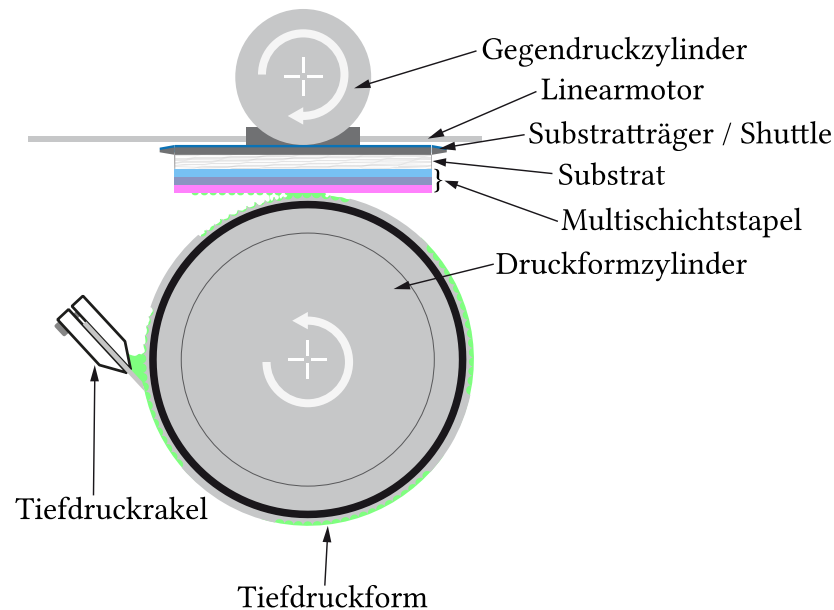 Gegendruckzylinder
Linearmotor
Substratträger / Shuttle
Substrat
Multischichtstapel
Druckformzylinder
Tiefdruckrakel
Tiefdruckform